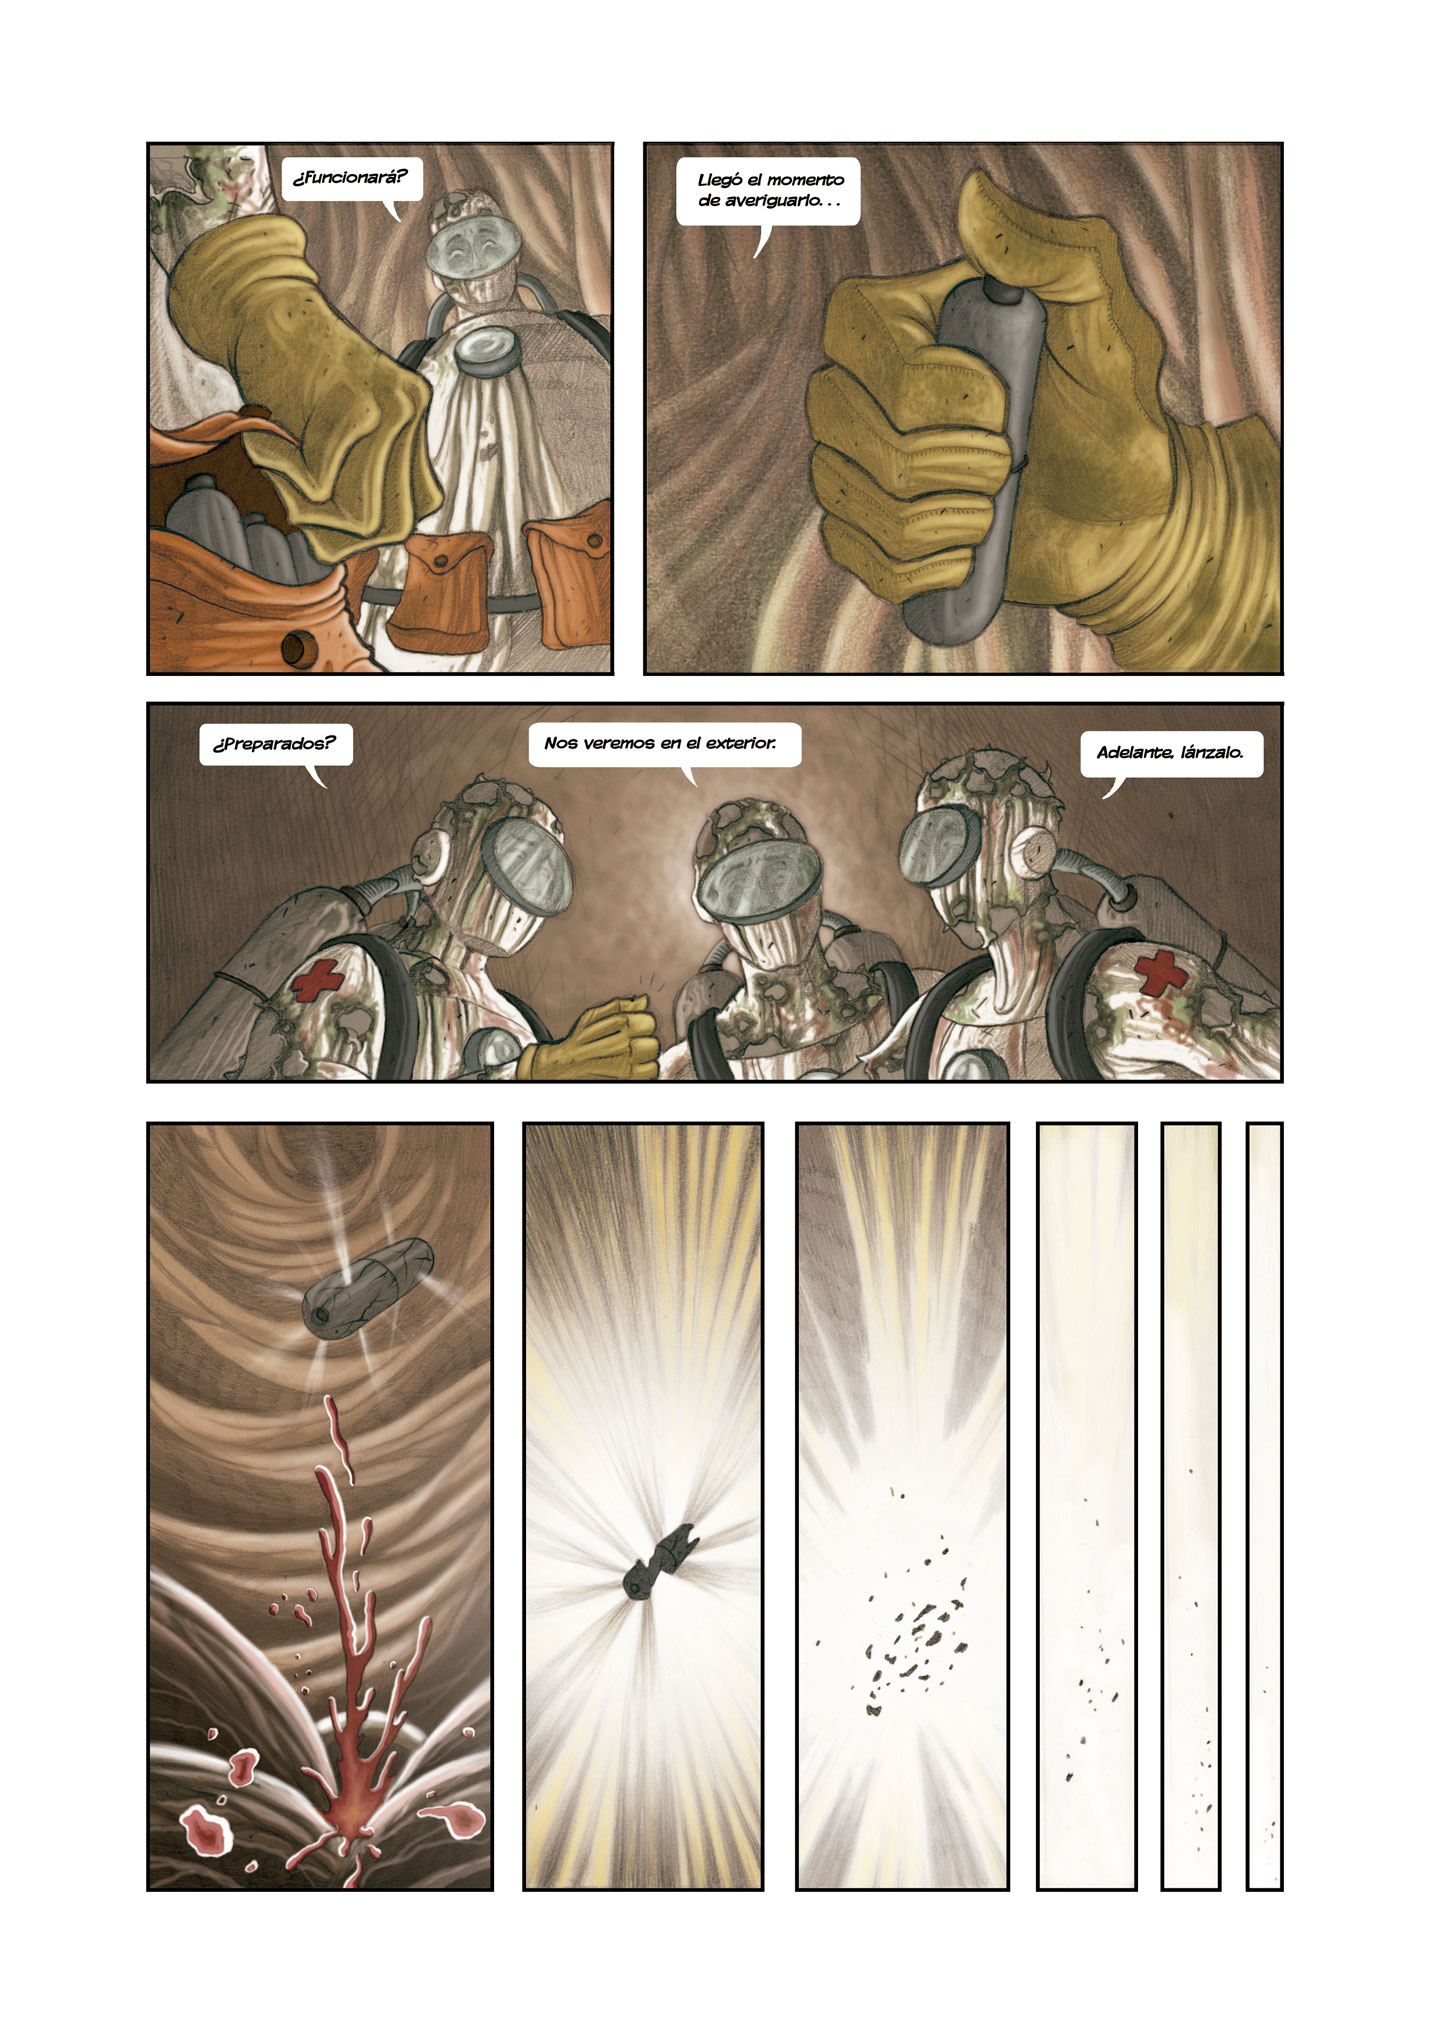 ¿Funcionará?
Llegó el momento
de averiguarlo...
¿Preparados?
Nos veremos en el exterior.
Adelante, lánzalo.